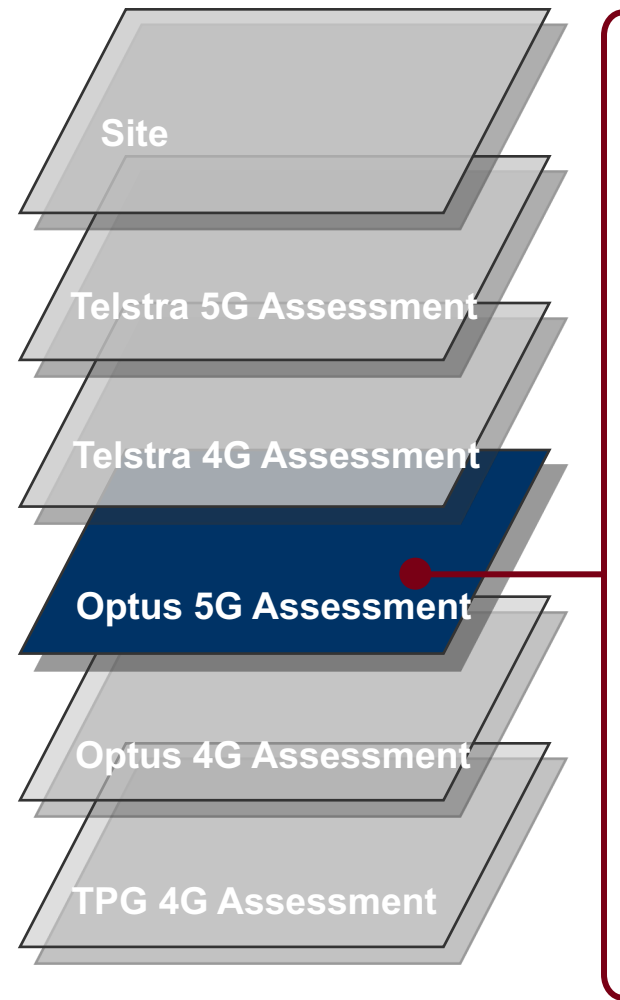 Site
Telstra 5G Assessment
Telstra 4G Assessment
Optus 5G Assessment
Optus 4G Assessment
TPG 4G Assessment